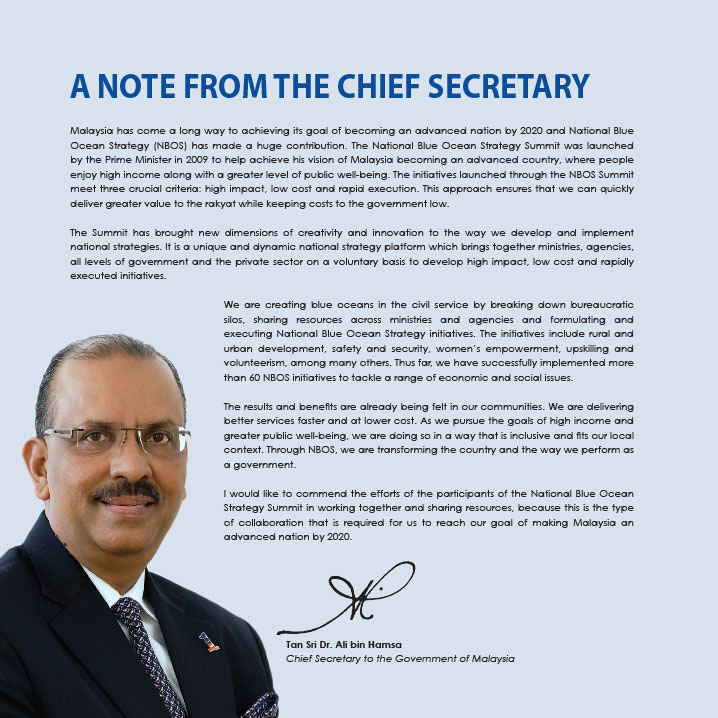 A NOTE FROM THE CHIEF SECRETARY
Malaysia has come a long way to achieving its goal of becoming an advanced nation by 2020 and National Blue
Ocean Strategy (NBOS) has made a huge contribution. The National Blue Ocean Strategy Summit was launched
by the Prime Minister in 2009 to help achieve his vision of Malaysia becoming an advanced country, where people
enjoy high income along with a greater level of public well-being. The initiatives launched through the NBOS Summit
meet three crucial criteria: high impact, low cost and rapid execution. This approach ensures that we can quickly
deliver greater value to the rakyat while keeping costs to the government low.
The Summit has brought new dimensions of creativity and innovation to the way we develop and implement
national strategies. It is a unique and dynamic national strategy platform which brings together ministries, agencies,
all levels of government and the private sector on a voluntary basis to develop high impact, low cost and rapidly
executed initiatives.
We are creating blue oceans in the civil service by breaking down bureaucratic
silos, sharing resources across ministries and agencies and formulating and
executing National Blue Ocean Strategy initiatives. The initiatives include rural and
urban development, safety and security, women's empowerment, upskilling and
volunteerism, among many others. Thus far, we have successfully implemented more
than 60 NBOS initiatives to tackle a range of economic and social issues.
The results and benefits are already being felt in our communities. We are delivering
better services faster and at lower cost. As we pursue the goals of high income and
greater public well-being, we are doing so in a way that is inclusive and fits our local
context. Through NBOS, we are transforming the country and the way we perform as
a government.
I would like to commend the efforts of the participants of the National Blue Ocean
Strategy Summit in working together and sharing resources, because this is the type
of collaboration that is required for us to reach our goal of making Malaysia an
advanced nation by 2020.
Tan Sri Dr. Ali bin Hamsa
Chief Secretary to the Government of Malaysia